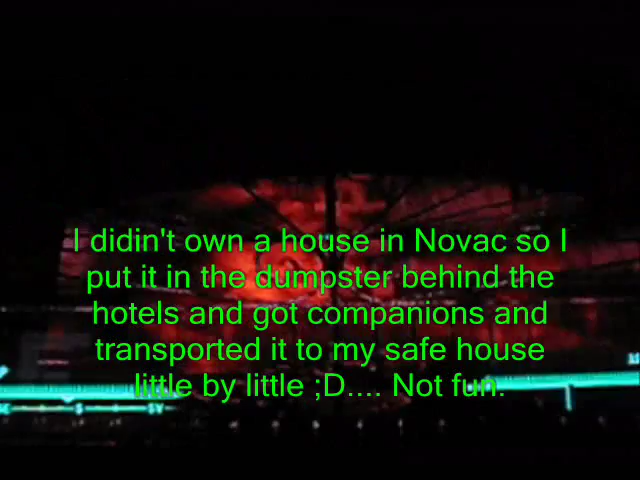 I didin't own a house in Novac so I
put it in the dumpster behind the
hotels and got companions and
transported it to my safe house
little by little ;D.... Not fun.
S
SW